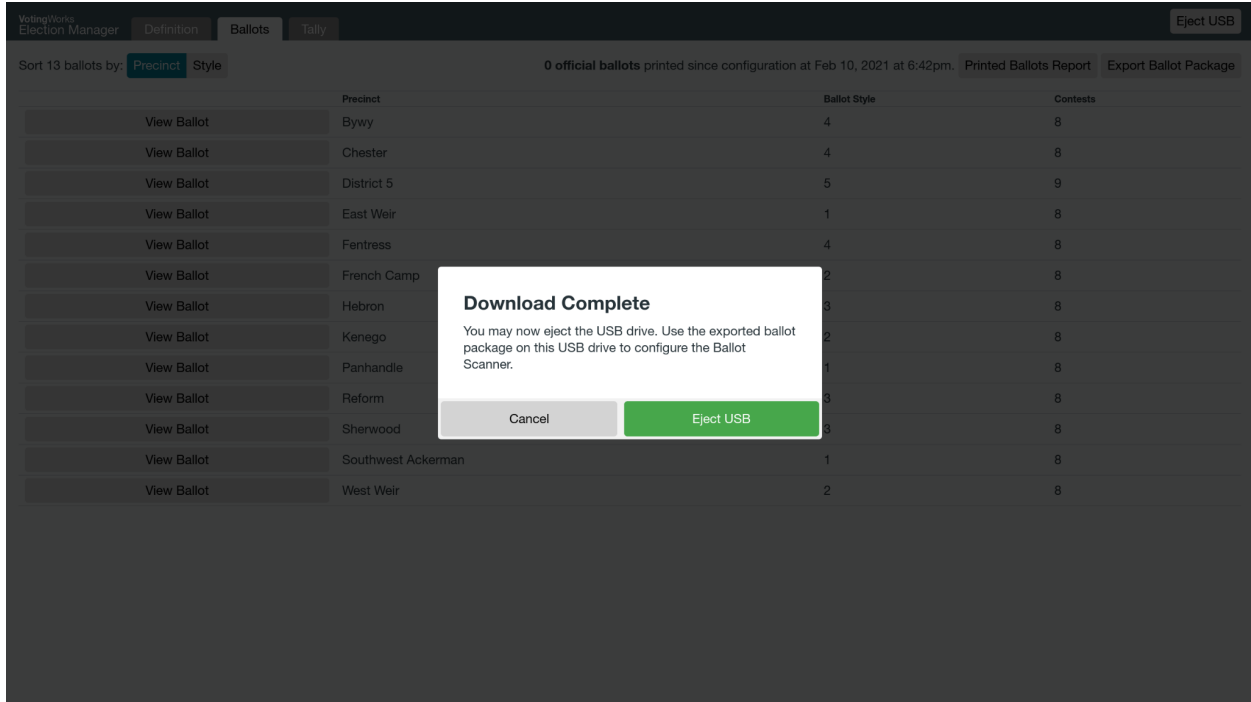 VotingWorks
Election Manager Definition Ballots Tally Eject USB
Sort 13 ballots by: Precinct Style 0 official ballots printed since configuration at Feb 10, 2021 at 6:42pm. Printed Ballots Report Export Ballot Package
Precinct Ballot Style Contests
View Ballot Bywy 4 8
View Ballot Chester 4 8
View Ballot District 5 5 9
View Ballot East Weir 1 8
View Ballot Fentress 4 8
View Ballot French Camp 2 8
View Ballot Hebron 3 8
View Ballot Kenego 2 8
View Ballot Panhandle 1 8
View Ballot Reform 3 8
View Ballot Sherwood 3 8
View Ballot Southwest Ackerman 1 8
View Ballot West Weir 2 8
Download Complete
You may now eject the USB drive. Use the exported ballot
package on this USB drive to configure the Ballot
Scanner.
Cancel Eject USB